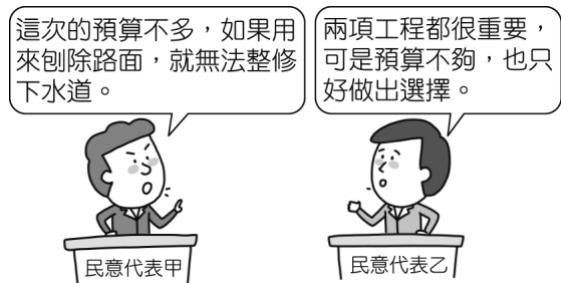 這次的預算不多，如果用
來刨除路面，就無法整修
下水道。
兩項工程都很重要，
可是預算不夠，也只
好做出選擇。
民意代表甲
民意代表乙